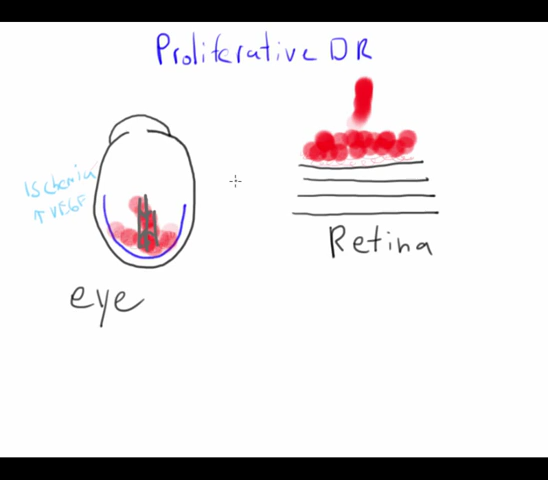 Proliferative DR
Ischemia
↑ VEGF
Retina
eye